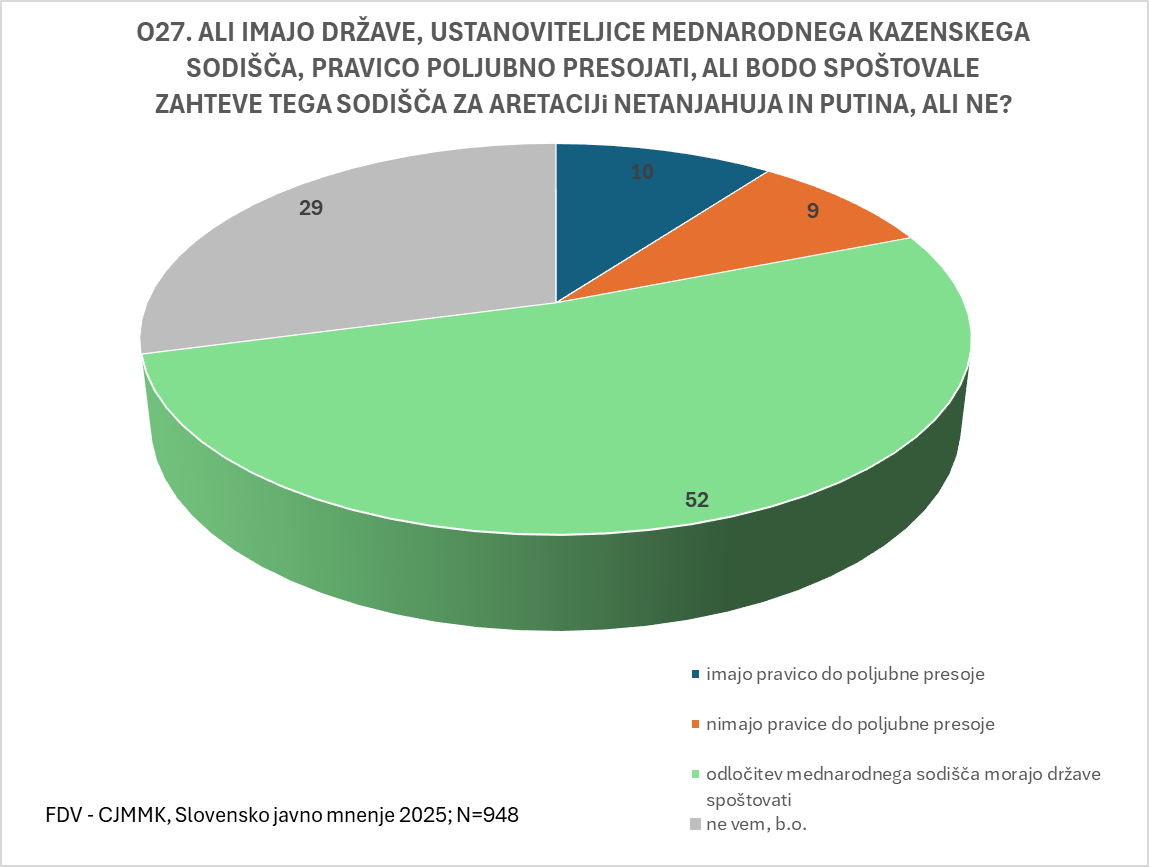 O27. ALI IMAJO DRŽAVE, USTANOVITELJICE MEDNARODNEGA KAZENSKEGA
SODIŠČA, PRAVICO POLJUBNO PRESOJATI, ALI BODO SPOŠTOVALE
ZAHTEVE TEGA SODIŠČA ZA ARETACIJi NETANJAHUJA IN PUTINA, ALI NE?
10
9
29
52
imajo pravico do poljubne presoje
nimajo pravice do poljubne presoje
odločitev mednarodnega sodišča morajo države
spoštovati
ne vem, b.o.
FDV - CJMMK, Slovensko javno mnenje 2025; N=948